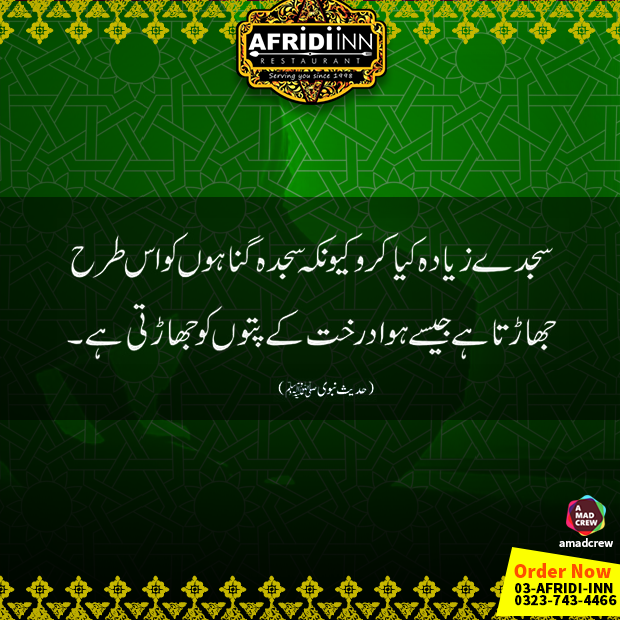 AFRIDI INN
RESTAURANT
Serving you since 1998
سجدے زیادہ کیا کرو کیونکہ سجدہ گناہوں کو اس طرح
جھاڑتا ہے جیسے ہوا درخت کے پتوں کو جھاڑتی ہے۔
(حدیث نبوی ﷺ)
A
MAD
CREW
amadcrew
Order Now
03-AFRIDI-INN
0323-743-4466